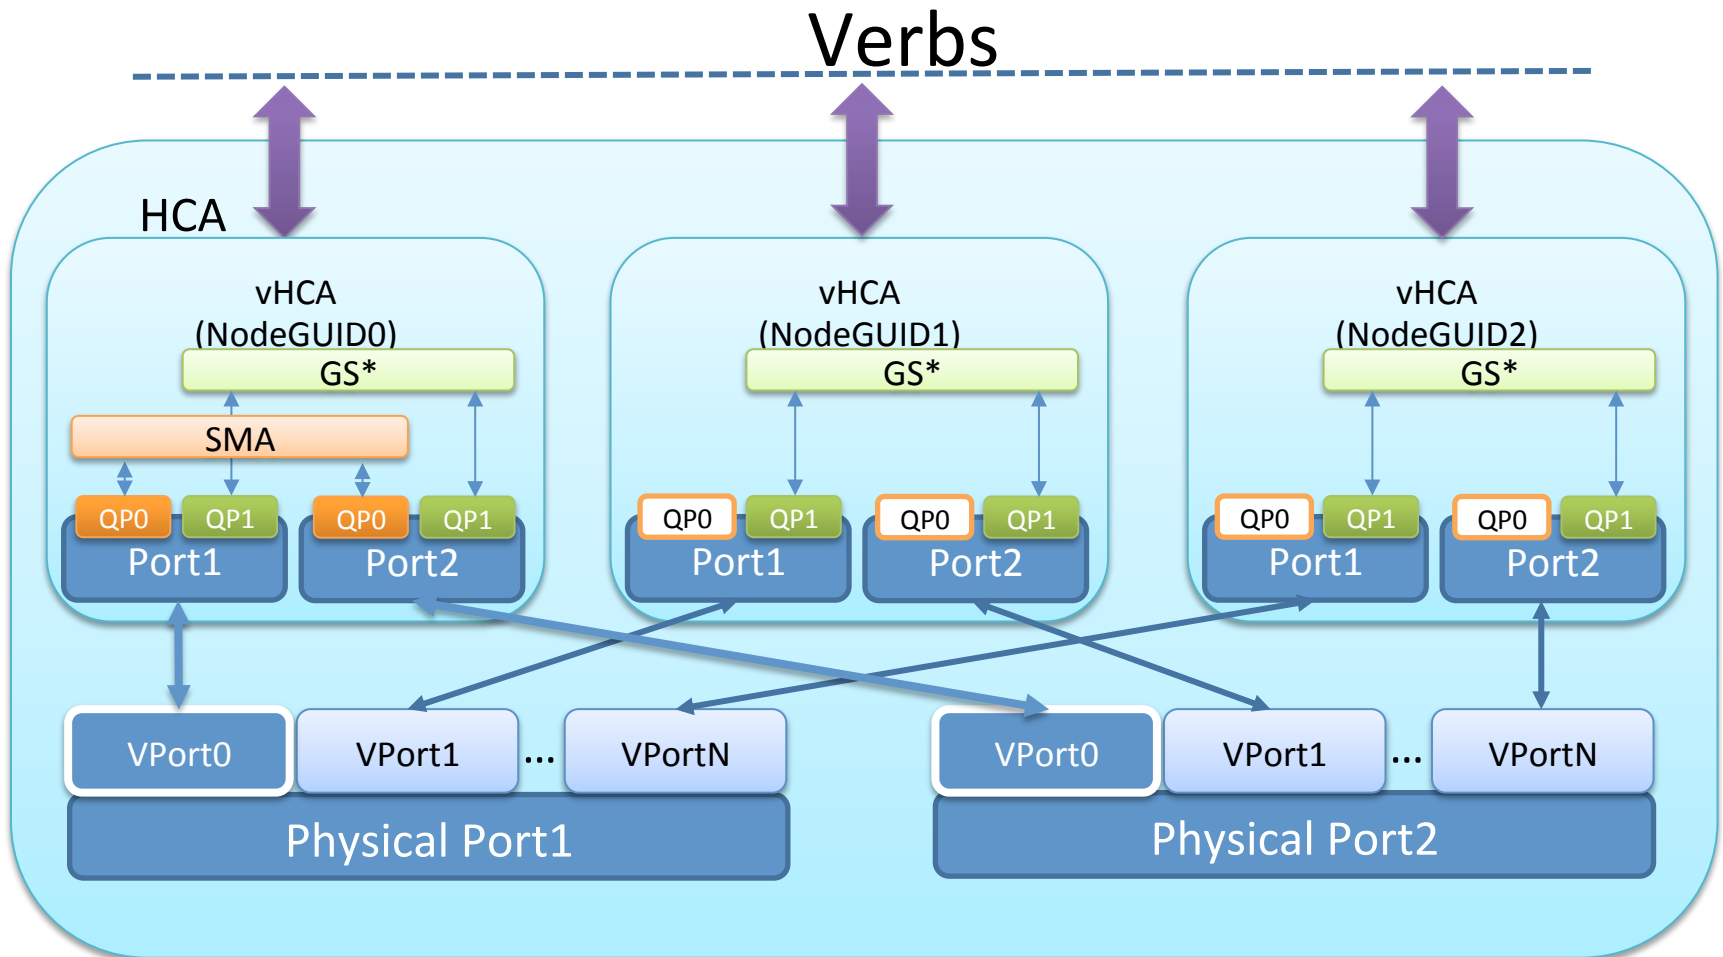 Verbs
HCA
vHCA
(NodeGUID0)
GS*
SMA
QP0
QP1
QP0
QP1
Port1
Port2
vHCA
(NodeGUID1)
GS*
QP0
QP1
QP0
QP1
Port1
Port2
vHCA
(NodeGUID2)
GS*
QP0
QP1
QP0
QP1
Port1
Port2
VPort0
VPort1
...
VPortN
Physical Port1
VPort0
VPort1
...
VPortN
Physical Port2